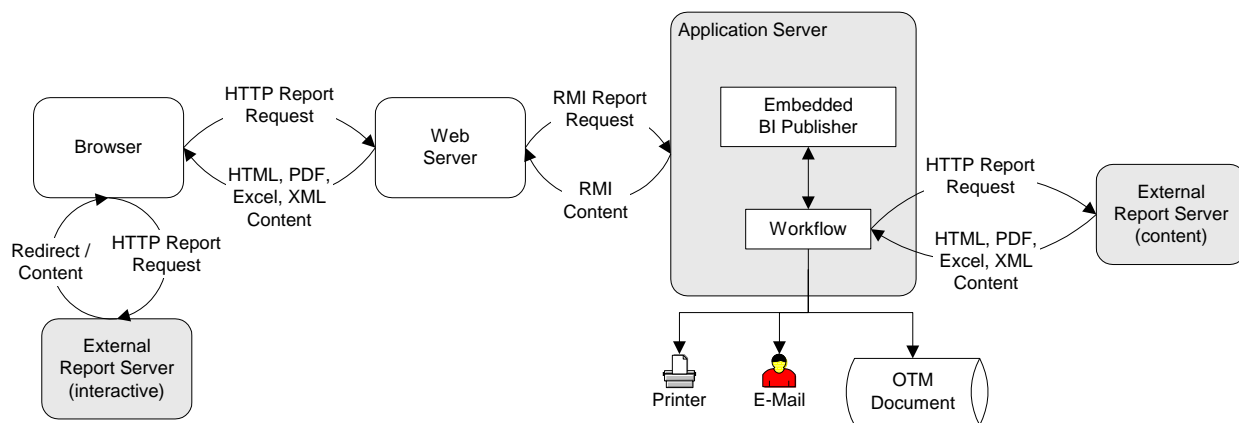 Application Server
Browser
HTTP Report
Request
HTML, PDF,
Excel, XML
Content
Web
Server
RMI Report
Request
RMI
Content
Embedded
BI Publisher
Workflow
HTTP Report
Request
HTML, PDF,
Excel, XML
Content
External
Report Server
(content)
Redirect /
Content
HTTP Report
Request
External
Report Server
(interactive)
Printer
E-Mail
OTM
Document